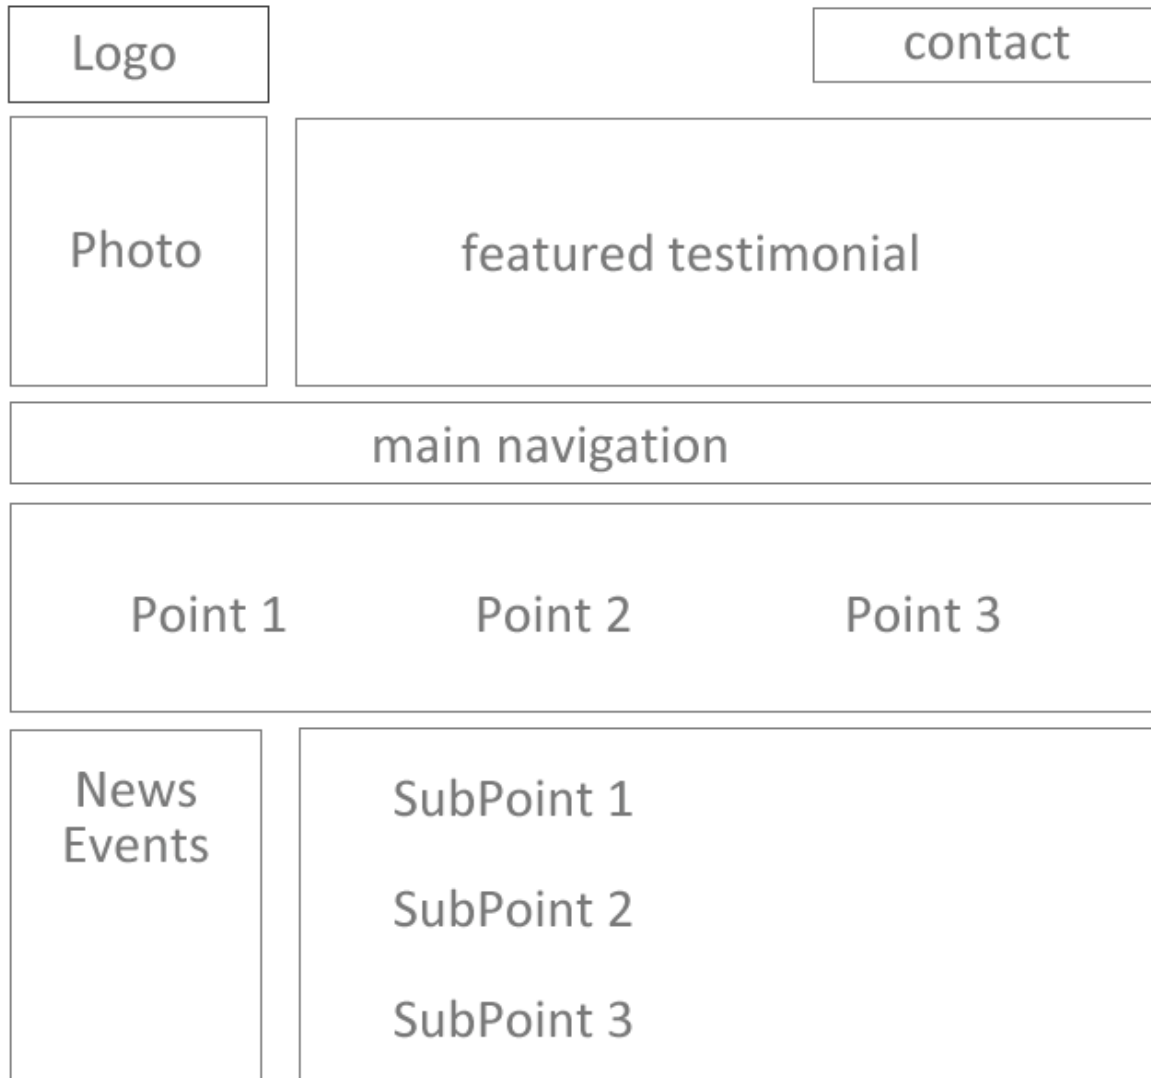 Logo
contact
Photo
featured testimonial
main navigation
Point 1 Point 2 Point 3
News
Events
SubPoint 1
SubPoint 2
SubPoint 3